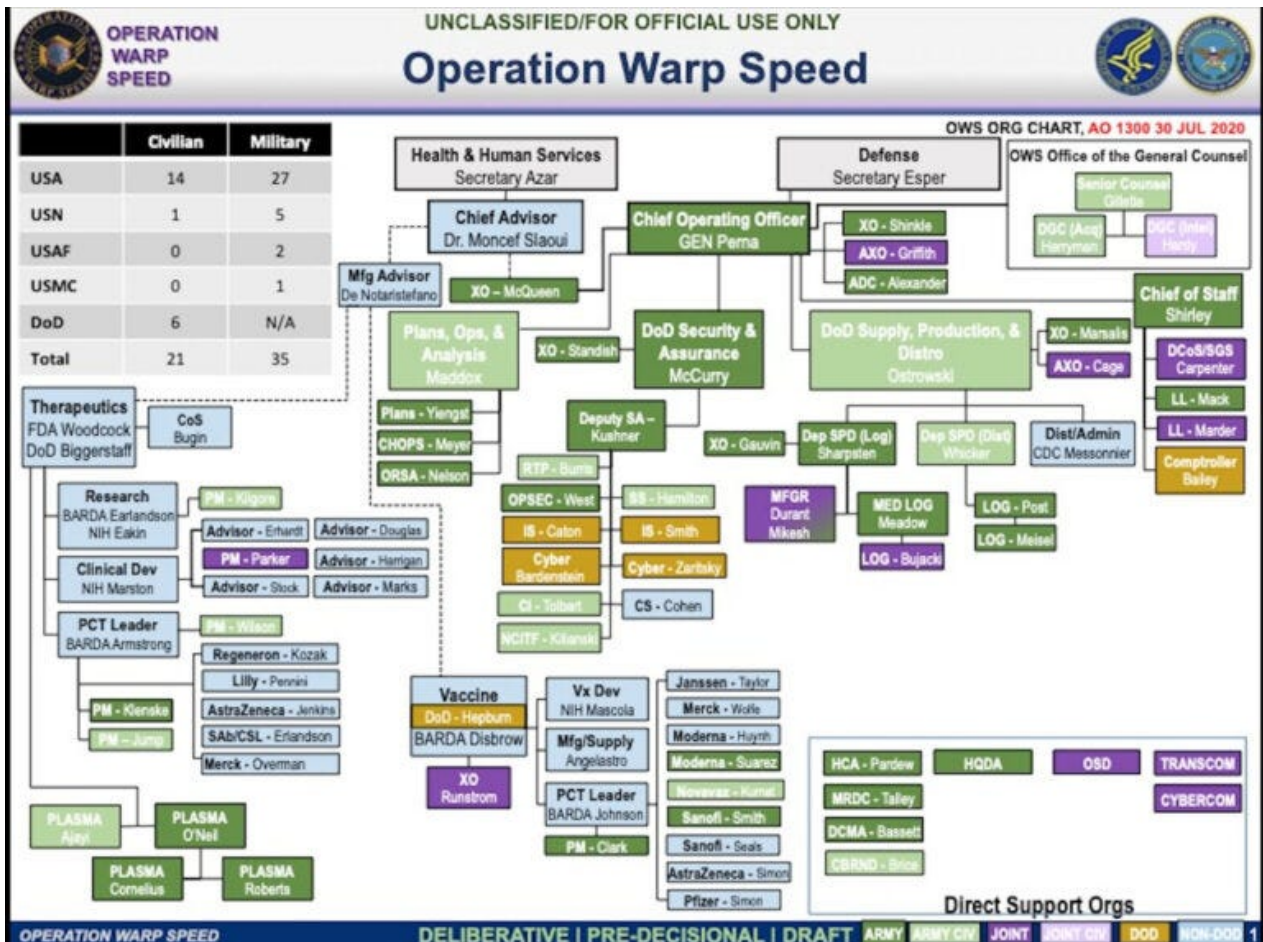 OPERATION
WARP
SPEED
UNCLASSIFIED/FOR OFFICIAL USE ONLY
Operation Warp Speed
OWS ORG CHART, AO 1300 30 JUL 2020
Civilian Military
USA 14 27
USN 1 5
USAF 0 2
USMC 0 1
DoD 6 N/A
Total 21 35
Health & Human Services
Secretary Azar
Defense
Secretary Esper
OWS Office of the General Counsel
Senior Counsel
Gillette
DGC (Acq)
Harryman
DGC (Intel)
Hardy
Chief Advisor
Dr. Moncef Slaoui
Chief Operating Officer
GEN Perna
XO - Shinkle
AXO - Griffith
ADC - Alexander
Mfg Advisor
De Notaristefano
XO – McQueen
Chief of Staff
Shirley
DCoS/SGS
Carpenter
LL - Mack
LL - Marder
Comptroller
Bailey
Plans, Ops, &
Analysis
Maddox
Plans - Yiengst
CHOPS - Meyer
ORSA - Nelson
XO - Standish
DoD Security &
Assurance
McCurry
Deputy SA –
Kushner
RTP - Burris
OPSEC - West
SS - Hamilton
IS - Caton
IS - Smith
Cyber
Bardenstein
Cyber - Zaritsky
CI - Tolbert
CS - Cohen
NCITF - Kilianski
DoD Supply, Production, &
Distro
Ostrowski
XO - Marsalis
AXO - Cage
XO - Gauvin
Dep SPD (Log)
Sharpsten
Dep SPD (Dist)
Whicker
Dist/Admin
CDC Messonnier
MFGR
Durant
Mikesh
MED LOG
Meadow
LOG - Bujacki
LOG - Post
LOG - Meisel
Therapeutics
FDA Woodcock
DoD Biggerstaff
CoS
Bugin
Research
BARDA Earlandson
NIH Eakin
PM - Kilgore
Clinical Dev
NIH Marston
Advisor - Erhardt
Advisor - Douglas
PM - Parker
Advisor - Harrigan
Advisor - Stock
Advisor - Marks
PCT Leader
BARDA Armstrong
PM - Wilson
Regeneron - Kozak
Lilly - Pennini
AstraZeneca - Jenkins
SAb/CSL - Erlandson
Merck - Overman
PM - Klenske
PM – Jump
PLASMA
Ajayi
PLASMA
O'Neil
PLASMA
Cornelius
PLASMA
Roberts
Vaccine
DoD - Hepburn
BARDA Disbrow
XO
Runstrom
Vx Dev
NIH Mascola
Mfg/Supply
Angelastro
PCT Leader
BARDA Johnson
PM - Clark
Janssen - Taylor
Merck - Wolfe
Moderna - Huynh
Moderna - Suarez
Novavax -
Sanofi - Smith
Sanofi - Seals
AstraZeneca - Simon
Pfizer - Simon
HCA - Pardew
HQDA
OSD
TRANSCOM
MRDC - Talley
CYBERCOM
DCMA - Bassett
CBRND - Brice
Direct Support Orgs
OPERATION WARP SPEED
DELIBERATIVE | PRE-DECISIONAL | DRAFT
ARMY ARMY CIV JOINT JOINT CIV DOD NON-DOD 1